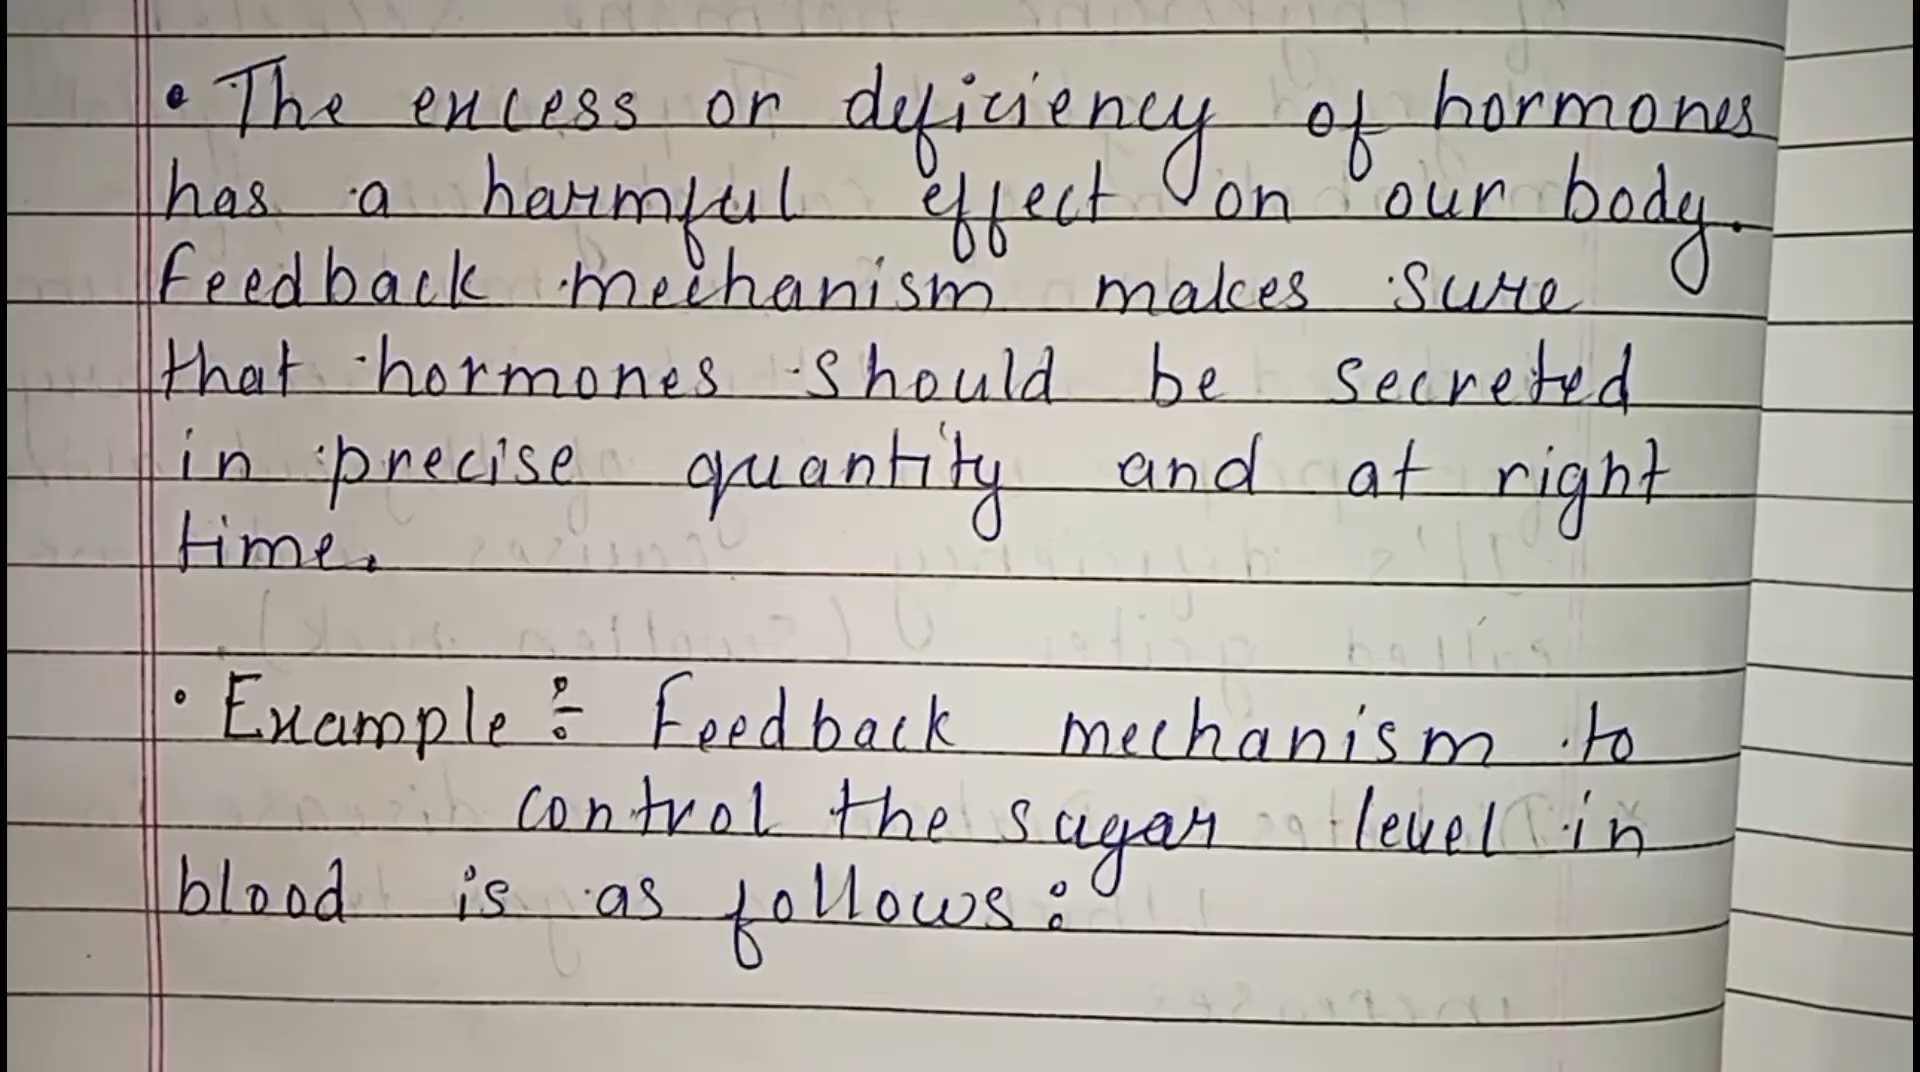 • The excess or deficiency of hormones
has a harmful effect on our body.
Feedback mechanism makes sure
that hormones should be secreted
in precise quantity and at right
time.
• Example :- Feedback mechanism to
control the sugar level in
blood is as follows: